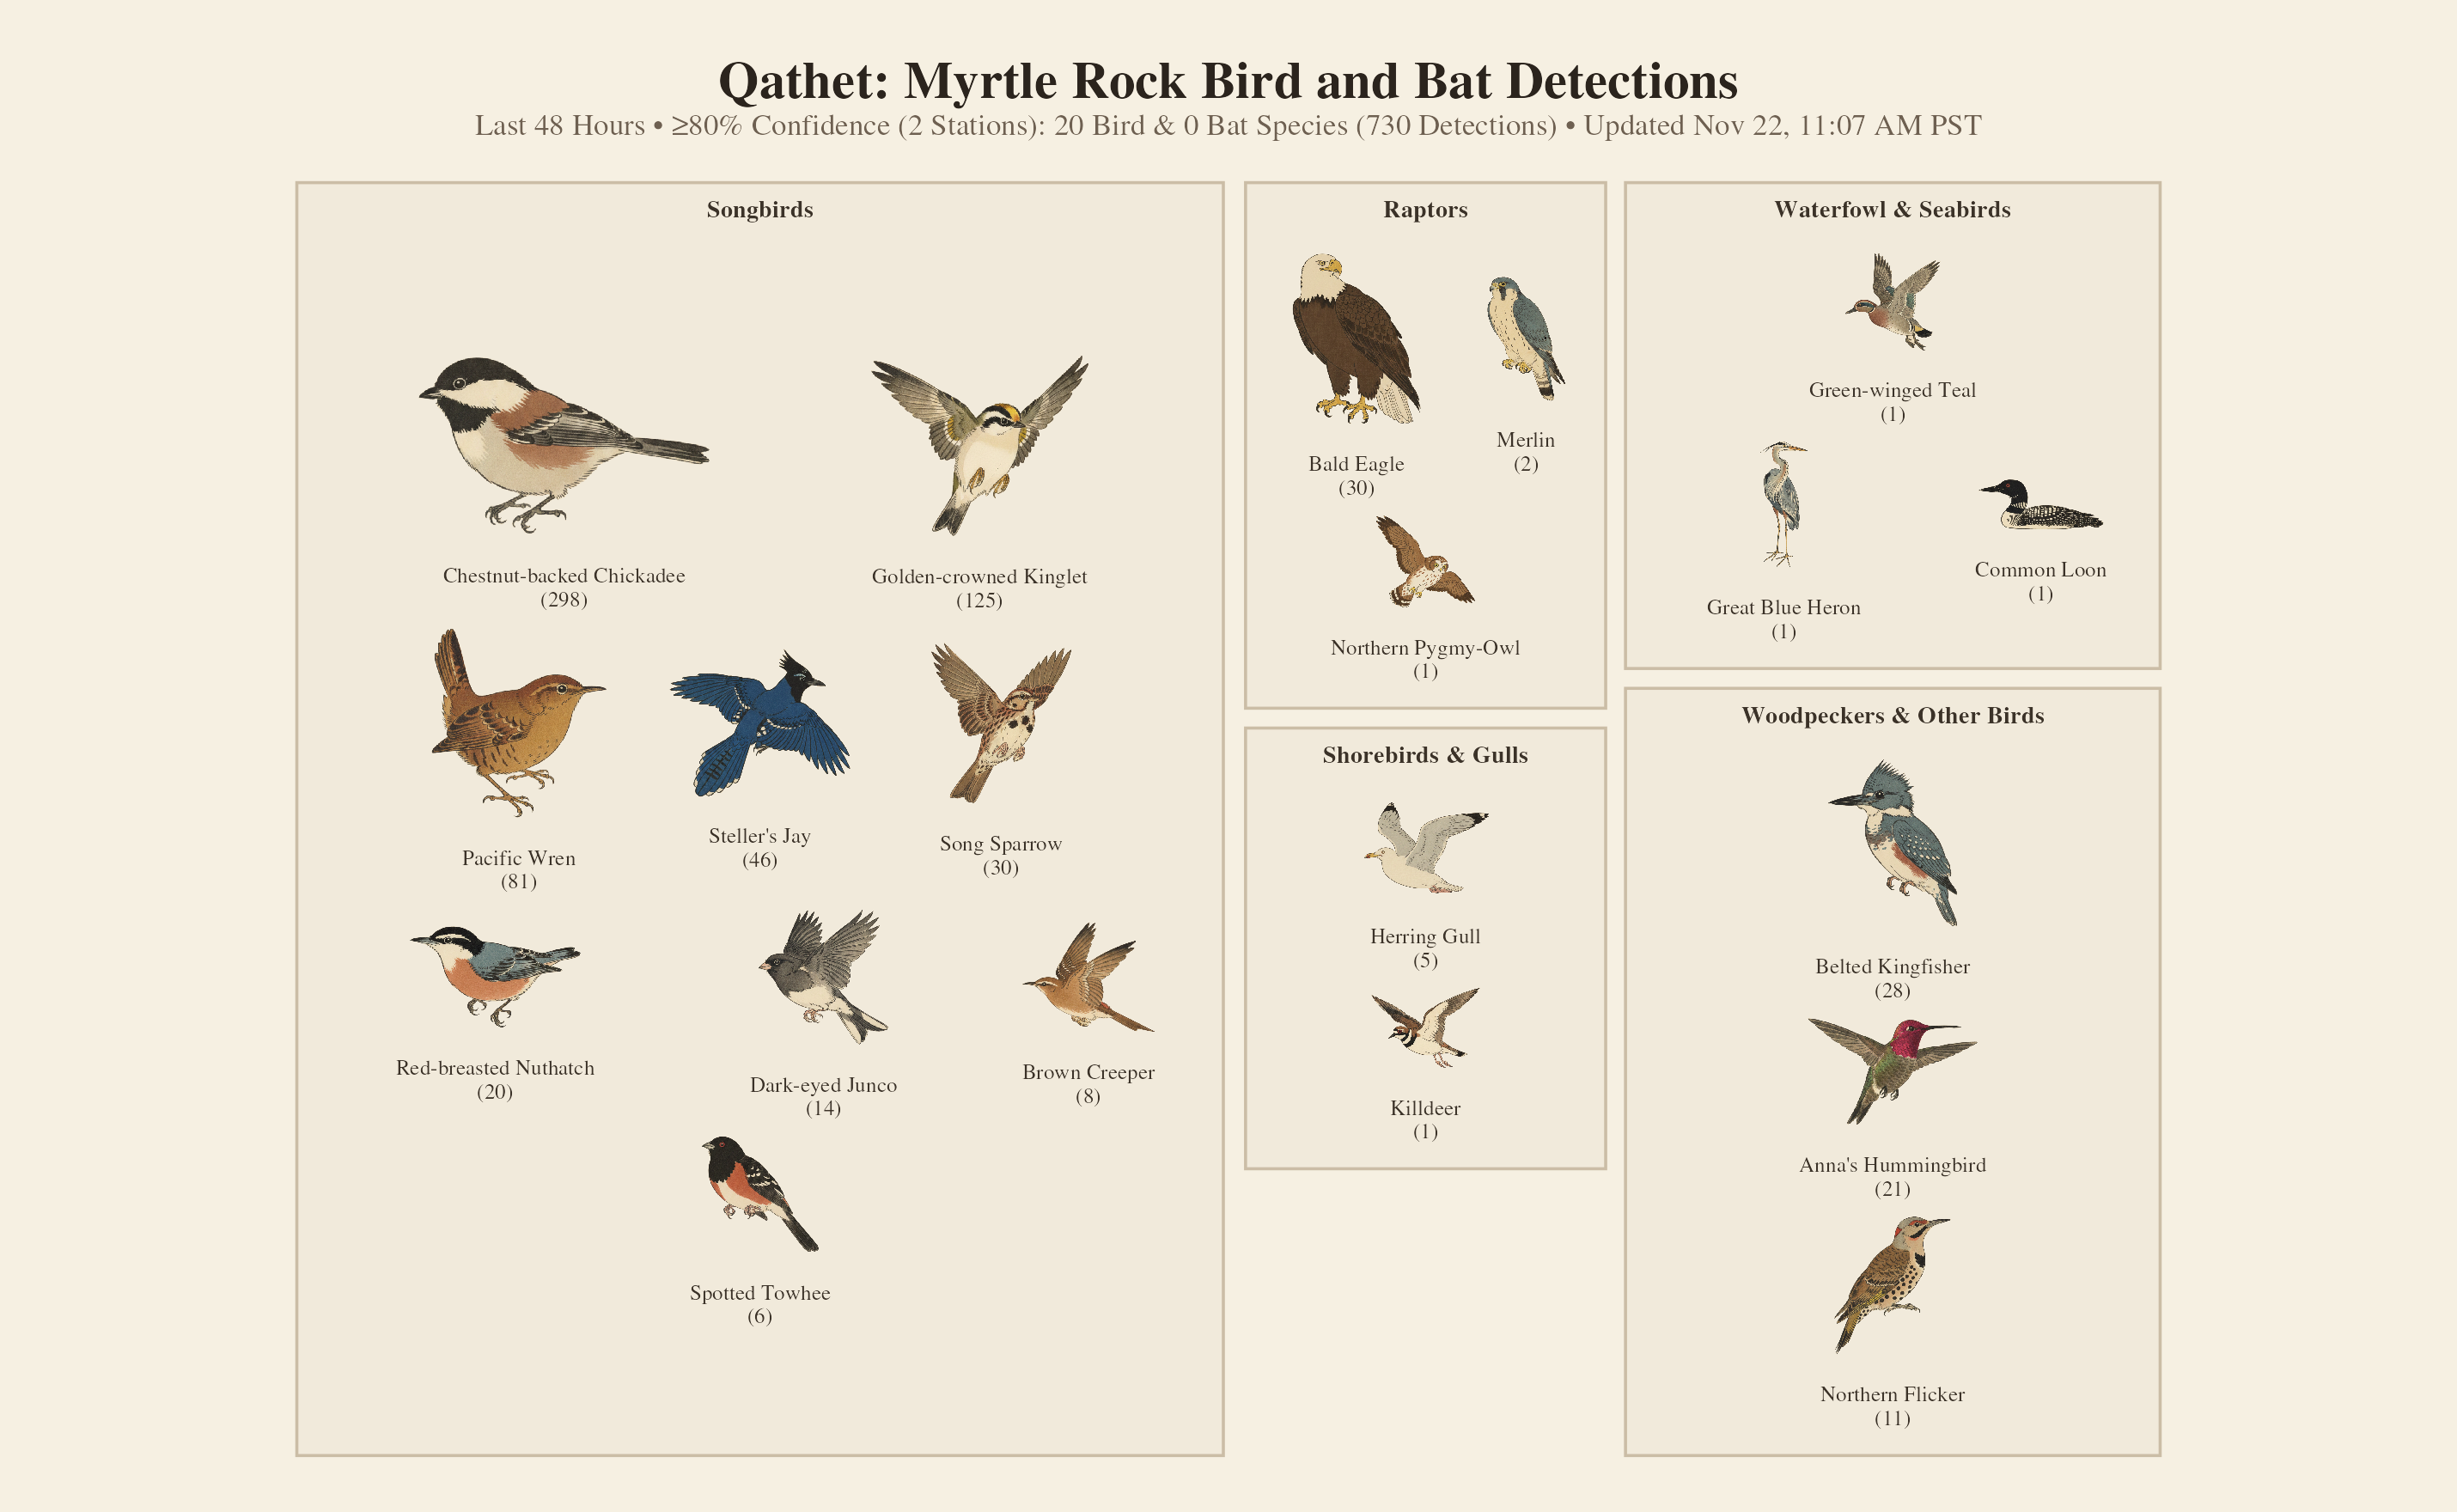 Qathet: Myrtle Rock Bird and Bat Detections
Last 48 Hours • ≥80% Confidence (2 Stations): 20 Bird & 0 Bat Species (730 Detections) • Updated Nov 22, 11:07 AM PST
Songbirds
Chestnut-backed Chickadee
(298)
Golden-crowned Kinglet
(125)
Pacific Wren
(81)
Steller's Jay
(46)
Song Sparrow
(30)
Red-breasted Nuthatch
(20)
Dark-eyed Junco
(14)
Brown Creeper
(8)
Spotted Towhee
(6)
Raptors
Bald Eagle
(30)
Merlin
(2)
Northern Pygmy-Owl
(1)
Shorebirds & Gulls
Herring Gull
(5)
Killdeer
(1)
Waterfowl & Seabirds
Green-winged Teal
(1)
Great Blue Heron
(1)
Common Loon
(1)
Woodpeckers & Other Birds
Belted Kingfisher
(28)
Anna's Hummingbird
(21)
Northern Flicker
(11)